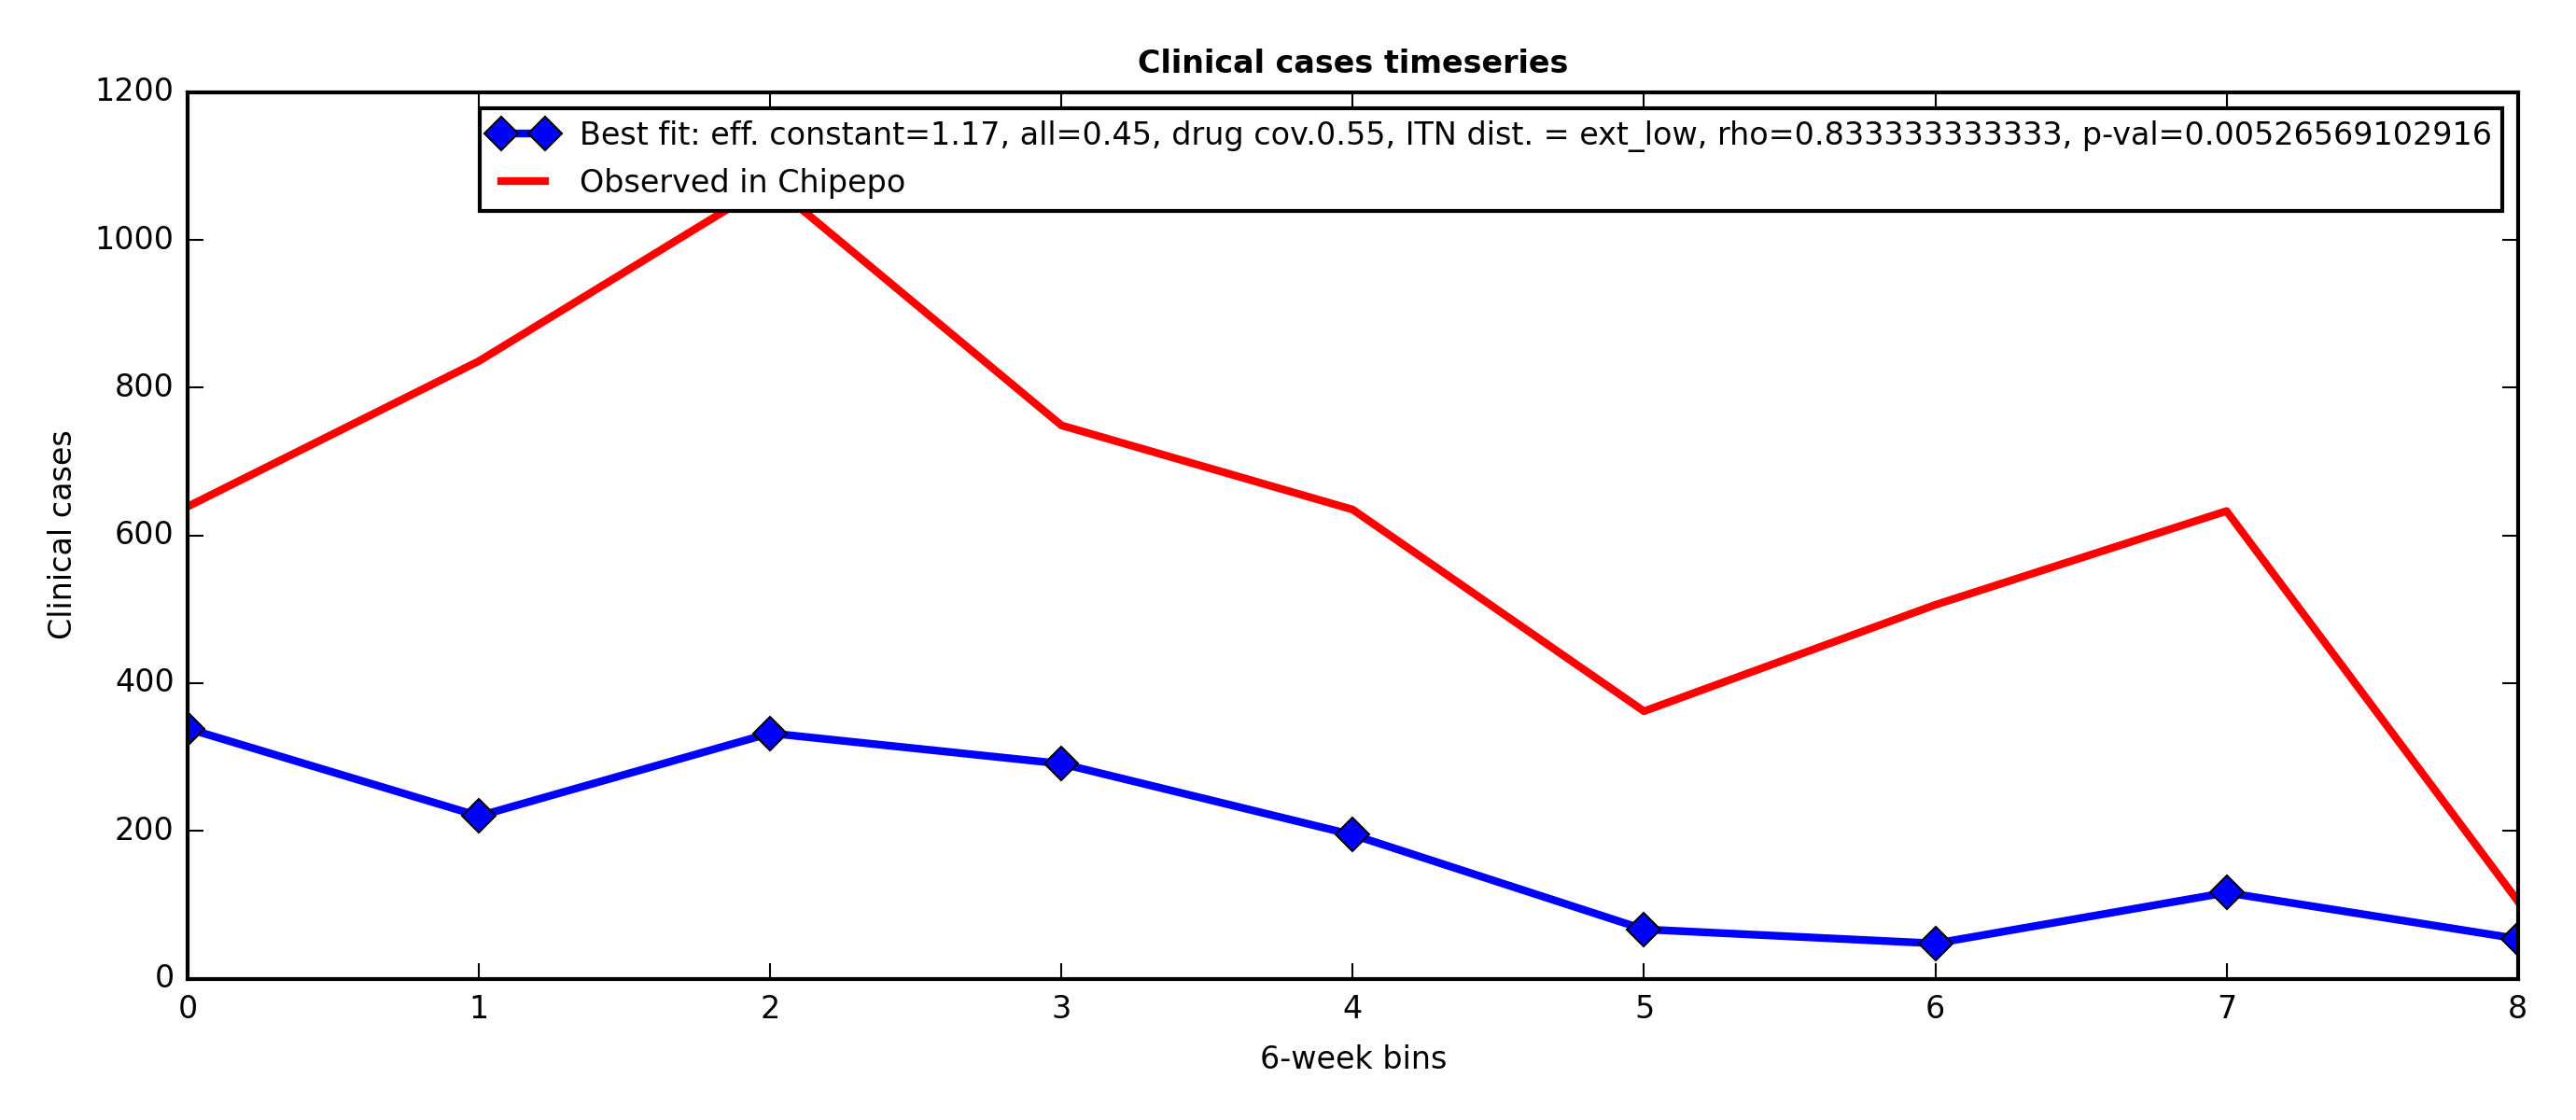 Clinical cases timeseries
1200
1000
800
600
400
200
0
Clinical cases
Best fit: eff. constant=1.17, all=0.45, drug cov.0.55, ITN dist. = ext_low, rho=0.833333333333, p-val=0.00526569102916
Observed in Chipepo
0 1 2 3 4 5 6 7 8
6-week bins